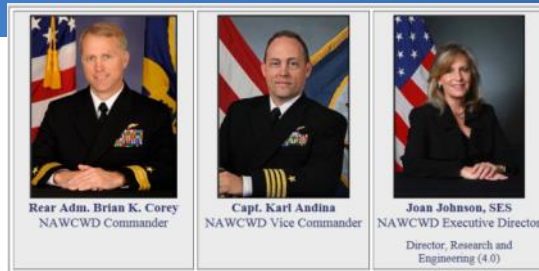 Rear Adm. Brian K. Corey
NAWCWD Commander
Capt. Karl Andina
NAWCWD Vice Commander
Joan Johnson, SES
NAWCWD Executive Director
Director, Research and
Engineering (4.0)